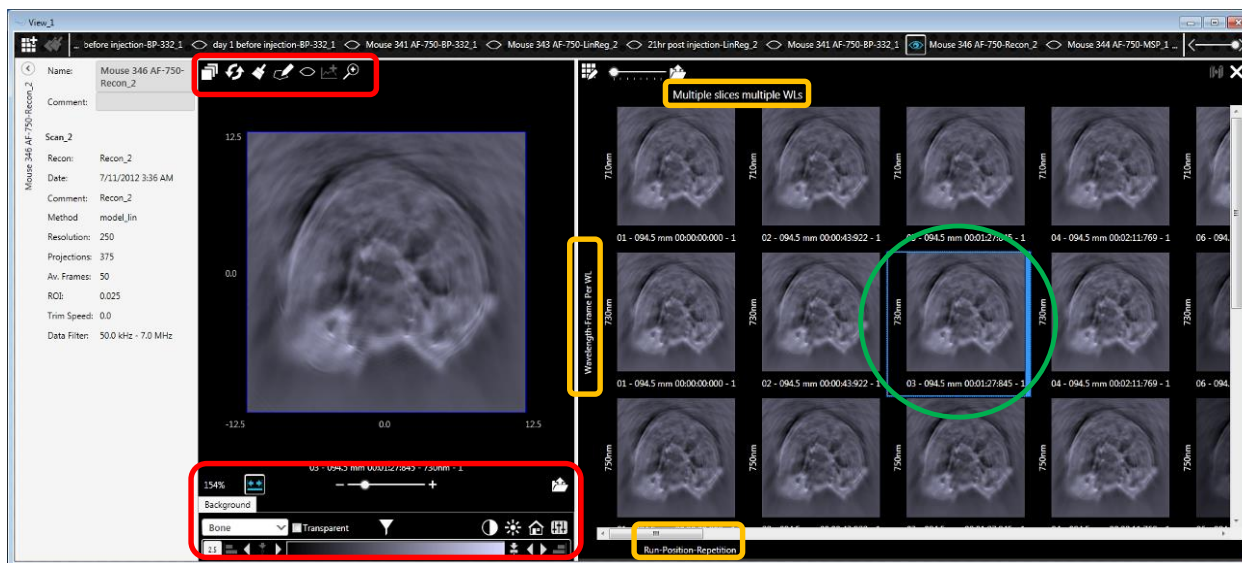 View_1
... before injection-BP-332_1 day 1 before injection-BP-332_1 Mouse 341 AF-750-BP-332_1 Mouse 343 AF-750-LinReg_2 21hr post injection-LinReg_2 Mouse 341 AF-750-BP-332_1 Mouse 346 AF-750-Recon_2 Mouse 344 AF-750-MSP_1 ...
Mouse 346 AF-750-Recon_2
Name: Mouse 346 AF-750-
Recon_2
Comment:
Scan_2
Recon: Recon_2
Date: 7/11/2012 3:36 AM
Comment: Recon_2
Method model_lin
Resolution: 250
Projections: 375
Av. Frames: 50
ROI: 0.025
Trim Speed: 0.0
Data Filter: 50.0 kHz - 7.0 MHz
12.5
0.0
-12.5 0.0 12.5
03 - 094.5 mm 00:01:27:845 - 730nm - 1
154%
Background
Bone Transparent
2.5
Multiple slices multiple WLs
Wavelength-Frame Per WL
710nm 710nm 710nm 710nm 710nm
01 - 094.5 mm 00:00:00:000 - 1 02 - 094.5 mm 00:00:43:922 - 1 03 - 094.5 mm 00:01:27:845 - 1 04 - 094.5 mm 00:02:11:769 - 1 06 - 094.
730nm 730nm 730nm 730nm 730nm
01 - 094.5 mm 00:00:00:000 - 1 02 - 094.5 mm 00:00:43:922 - 1 03 - 094.5 mm 00:01:27:845 - 1 04 - 094.5 mm 00:02:11:769 - 1 06 - 094.
750nm 750nm 750nm 750nm 750nm
Run-Position-Repetition